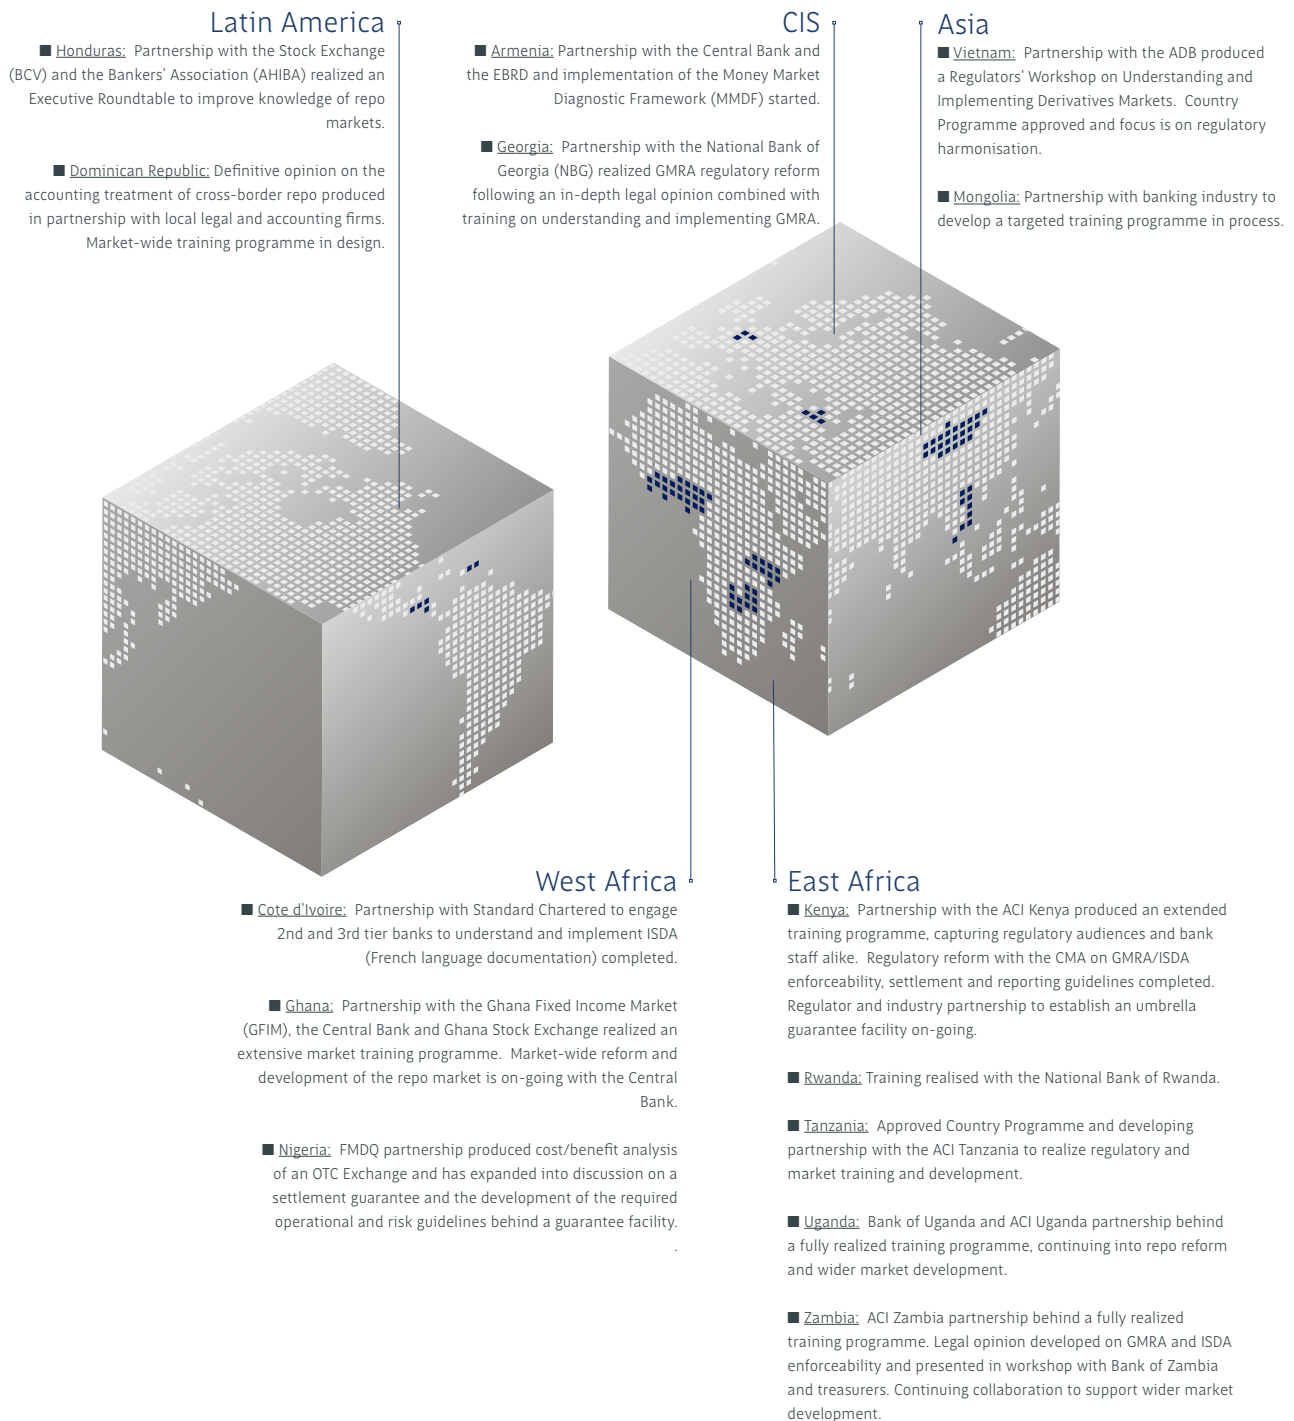 Latin America
■ Honduras: Partnership with the Stock Exchange
(BCV) and the Bankers' Association (AHIBA) realized an
Executive Roundtable to improve knowledge of repo
markets.
■ Dominican Republic: Definitive opinion on the
accounting treatment of cross-border repo produced
in partnership with local legal and accounting firms.
Market-wide training programme in design.
CIS
■ Armenia: Partnership with the Central Bank and
the EBRD and implementation of the Money Market
Diagnostic Framework (MMDF) started.
■ Georgia: Partnership with the National Bank of
Georgia (NBG) realized GMRA regulatory reform
following an in-depth legal opinion combined with
training on understanding and implementing GMRA.
Asia
■ Vietnam: Partnership with the ADB produced
a Regulators' Workshop on Understanding and
Implementing Derivatives Markets. Country
Programme approved and focus is on regulatory
harmonisation.
■ Mongolia: Partnership with banking industry to
develop a targeted training programme in process.
West Africa
■ Cote d'Ivoire: Partnership with Standard Chartered to engage
2nd and 3rd tier banks to understand and implement ISDA
(French language documentation) completed.
■ Ghana: Partnership with the Ghana Fixed Income Market
(GFIM), the Central Bank and Ghana Stock Exchange realized an
extensive market training programme. Market-wide reform and
development of the repo market is on-going with the Central
Bank.
■ Nigeria: FMDQ partnership produced cost/benefit analysis
of an OTC Exchange and has expanded into discussion on a
settlement guarantee and the development of the required
operational and risk guidelines behind a guarantee facility.
.
East Africa
■ Kenya: Partnership with the ACI Kenya produced an extended
training programme, capturing regulatory audiences and bank
staff alike. Regulatory reform with the CMA on GMRA/ISDA
enforceability, settlement and reporting guidelines completed.
Regulator and industry partnership to establish an umbrella
guarantee facility on-going.
■ Rwanda: Training realised with the National Bank of Rwanda.
■ Tanzania: Approved Country Programme and developing
partnership with the ACI Tanzania to realize regulatory and
market training and development.
■ Uganda: Bank of Uganda and ACI Uganda partnership behind
a fully realized training programme, continuing into repo reform
and wider market development.
■ Zambia: ACI Zambia partnership behind a fully realized
training programme. Legal opinion developed on GMRA and ISDA
enforceability and presented in workshop with Bank of Zambia
and treasurers. Continuing collaboration to support wider market
development.